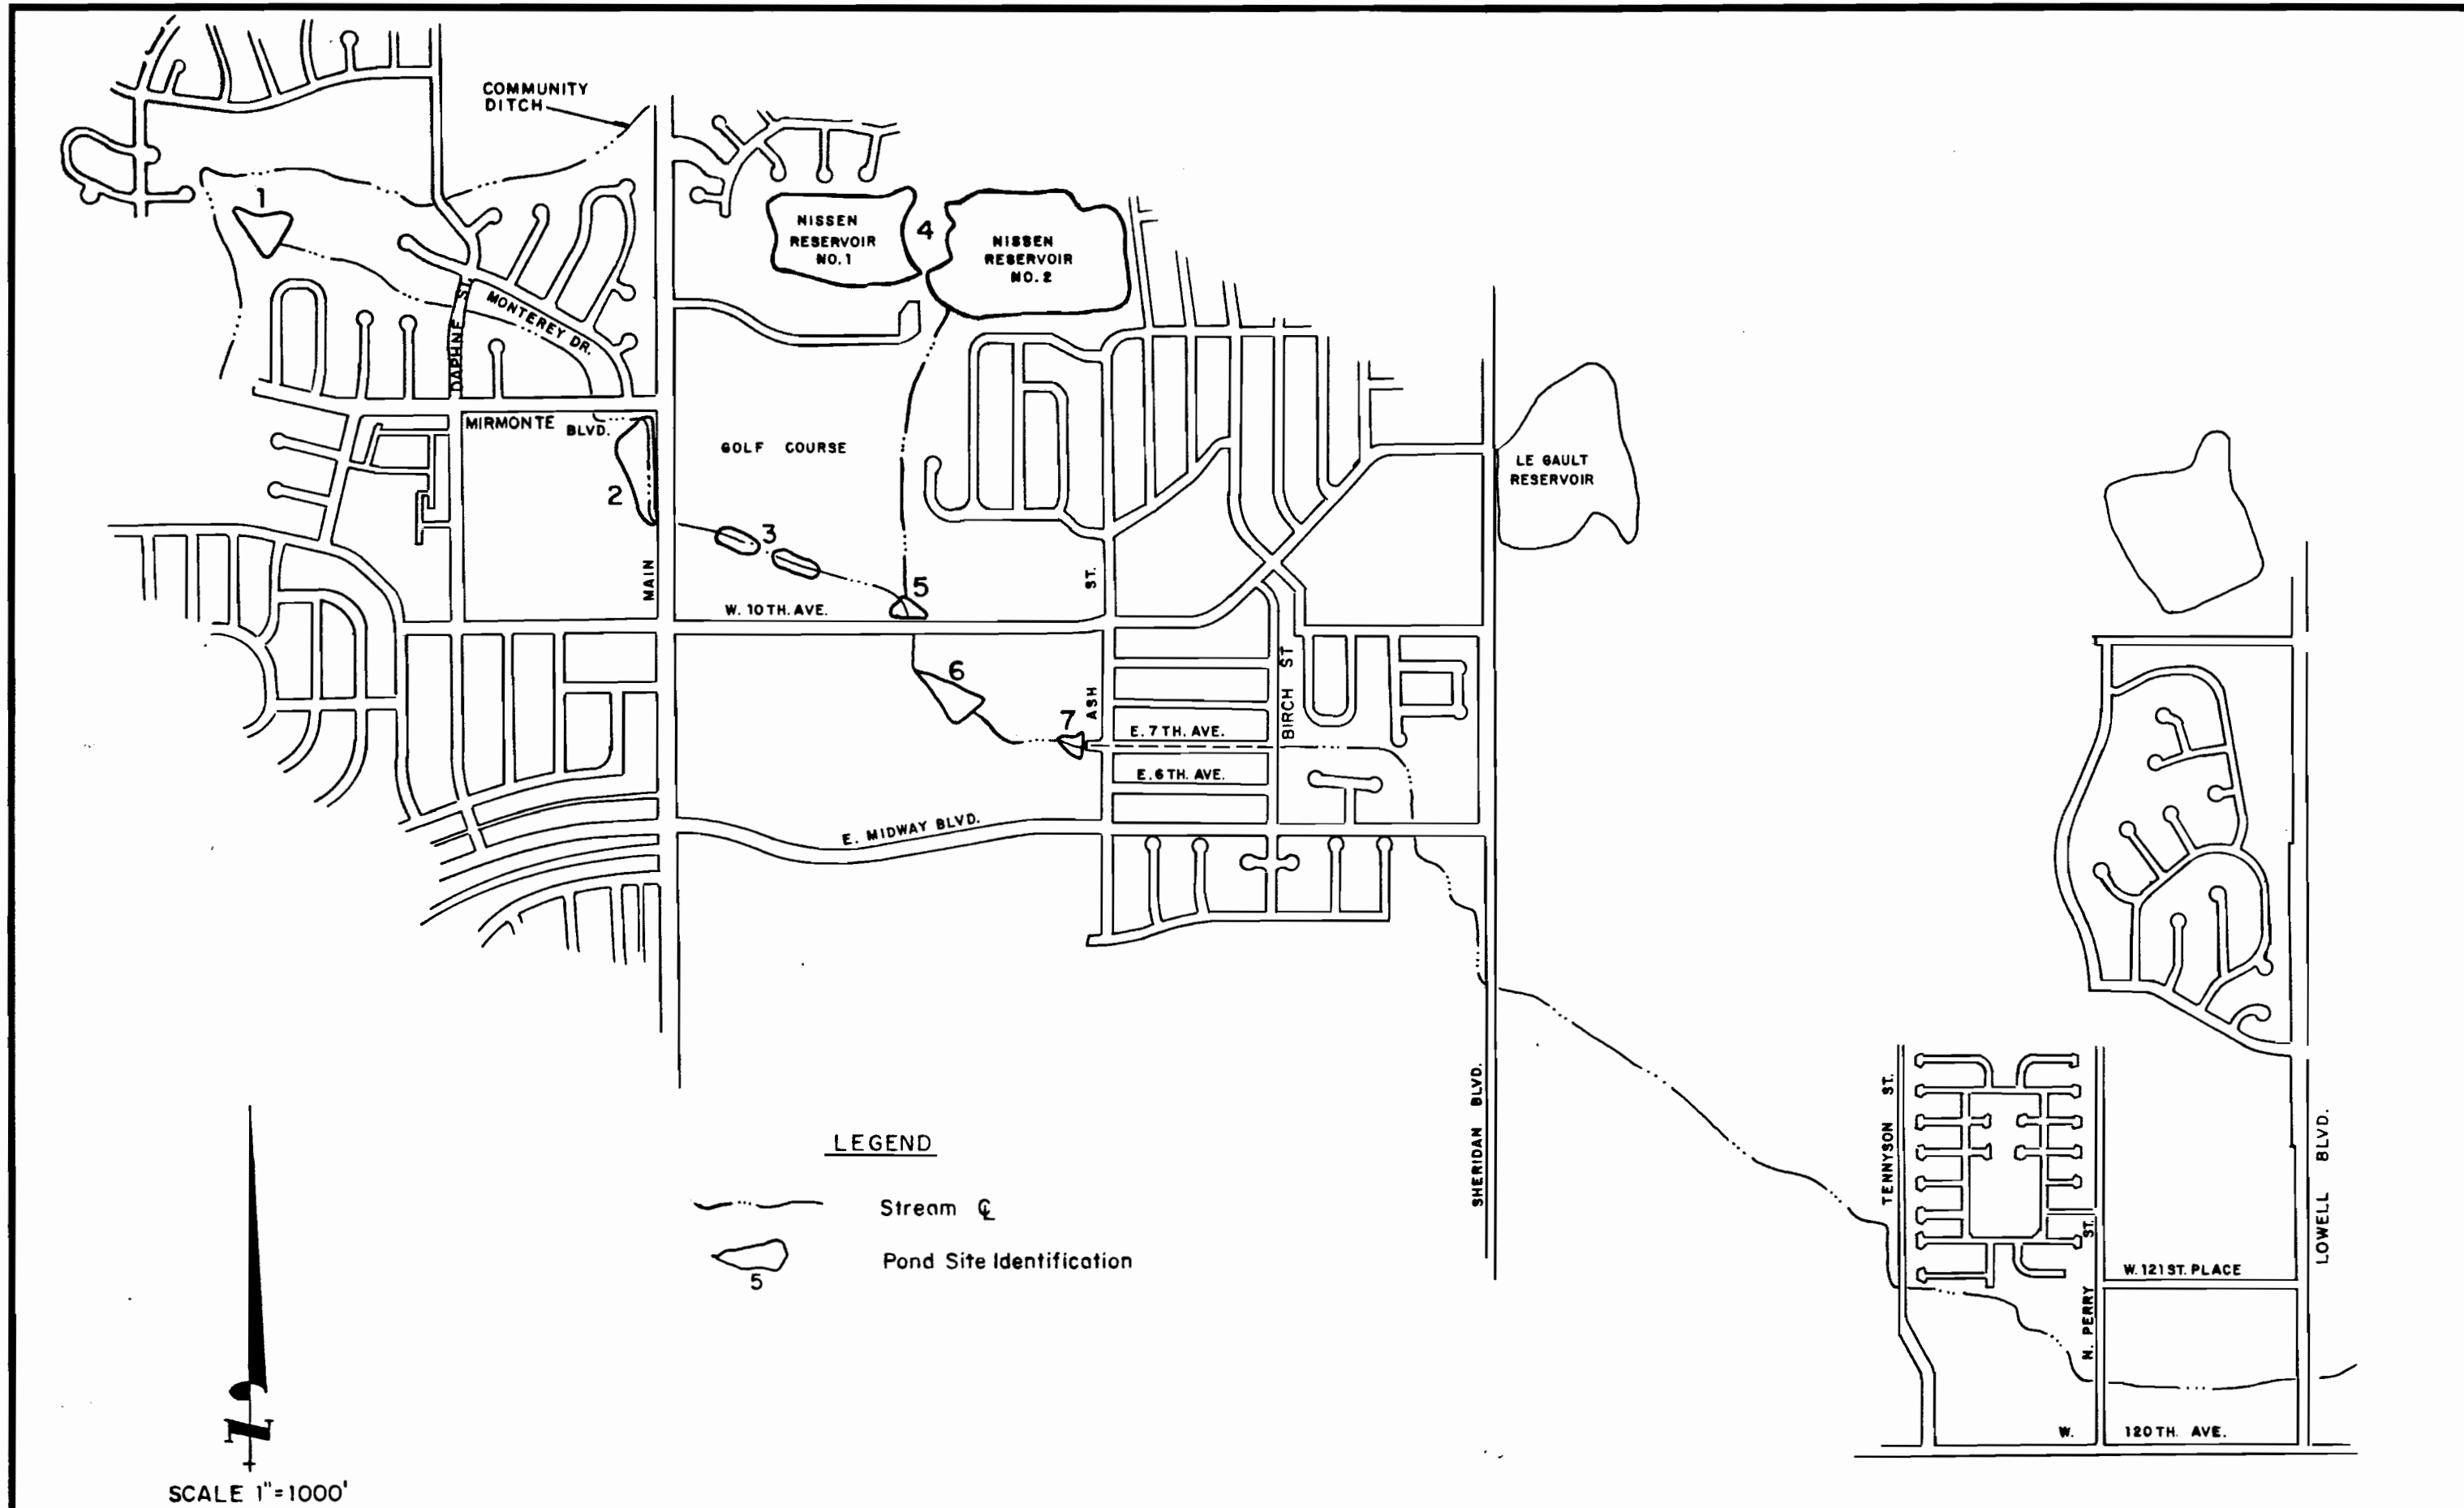 COMMUNITY
DITCH
1
NISSEN
RESERVOIR
NO. 1
4
NISSEN
RESERVOIR
NO. 2
DAPHNE ST.
MONTEREY DR.
MIRMONTE BLVD.
2
GOLF COURSE
LE GAULT
RESERVOIR
3
MAIN
5
W. 10TH. AVE.
ASH ST.
6
BIRCH ST
7
E. 7TH. AVE.
E. 6TH. AVE.
E. MIDWAY BLVD.
SHERIDAN BLVD.
TENNYSON ST.
N. PERRY ST.
LOWELL BLVD.
W. 121ST. PLACE
W. 120TH. AVE.
LEGEND
Stream ℄
Pond Site Identification
5
N
SCALE 1"=1000'